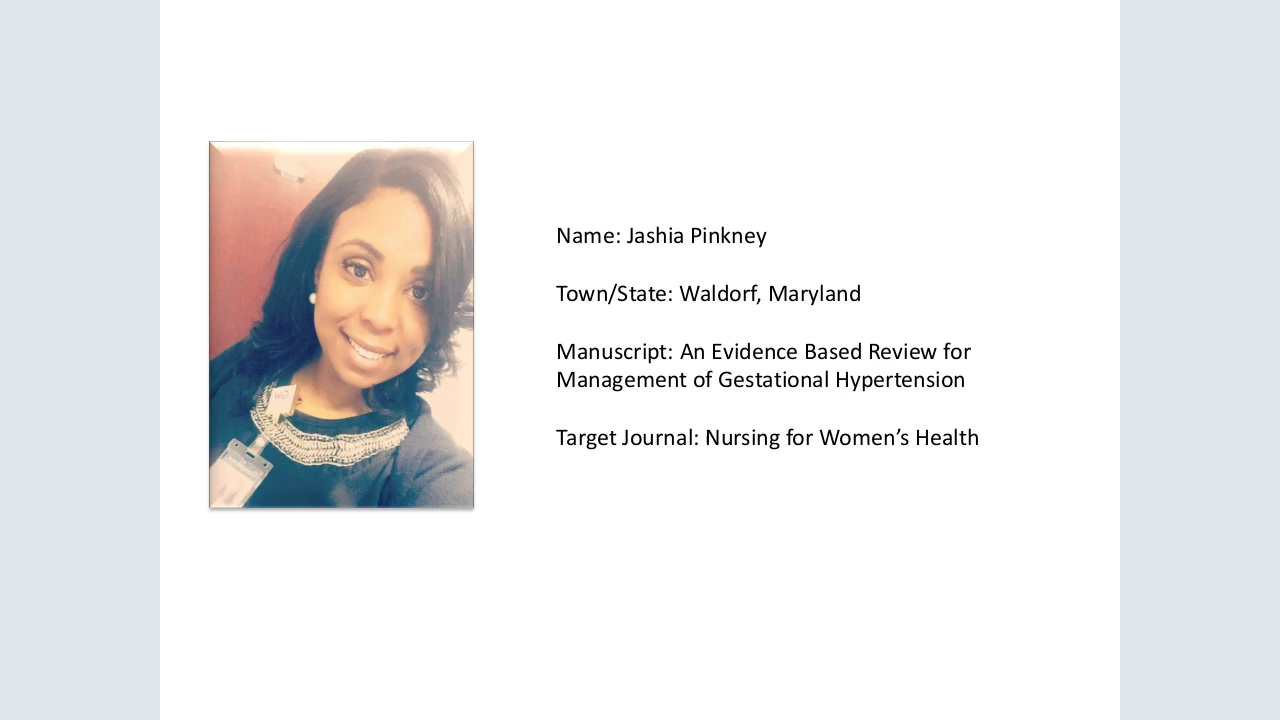 Name: Jashia Pinkney
Town/State: Waldorf, Maryland
Manuscript: An Evidence Based Review for
Management of Gestational Hypertension
Target Journal: Nursing for Women’s Health